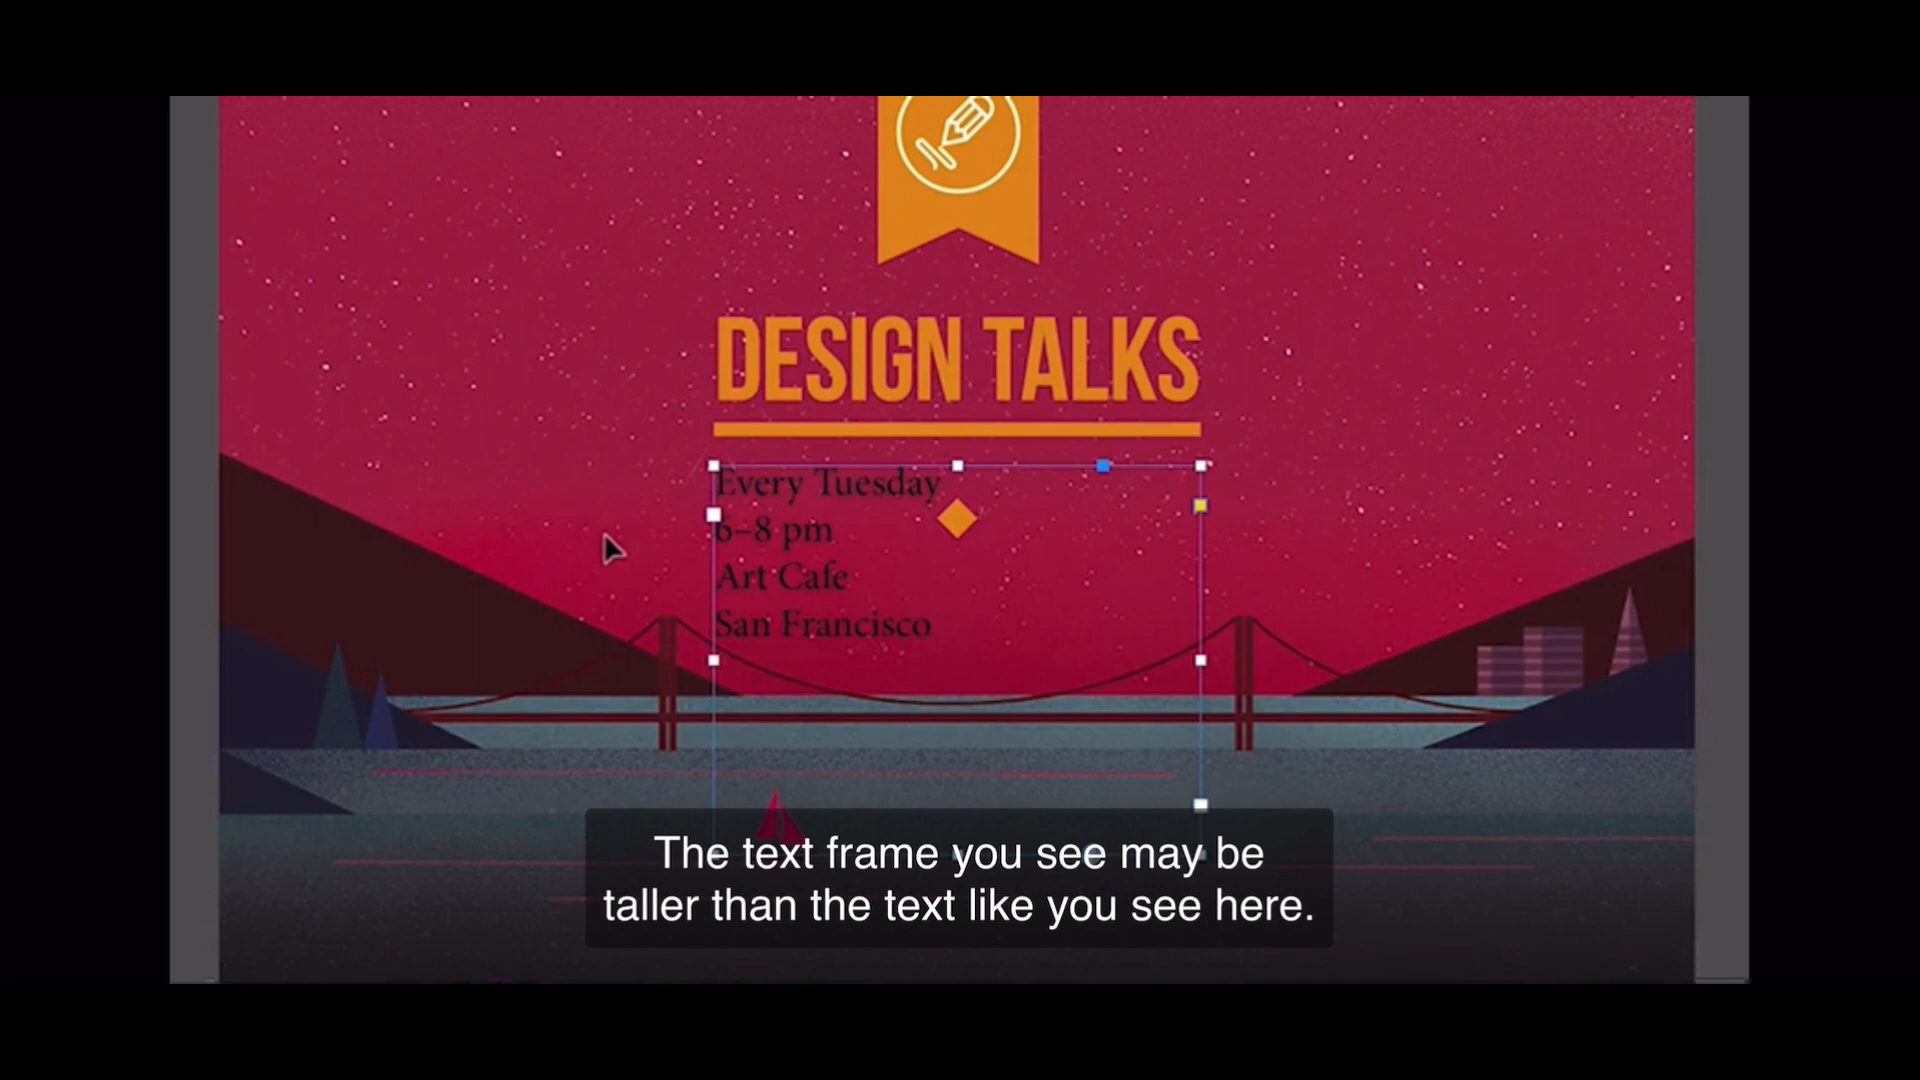 DESIGN TALKS
Every Tuesday
6–8 pm
Art Cafe
San Francisco
The text frame you see may be
taller than the text like you see here.